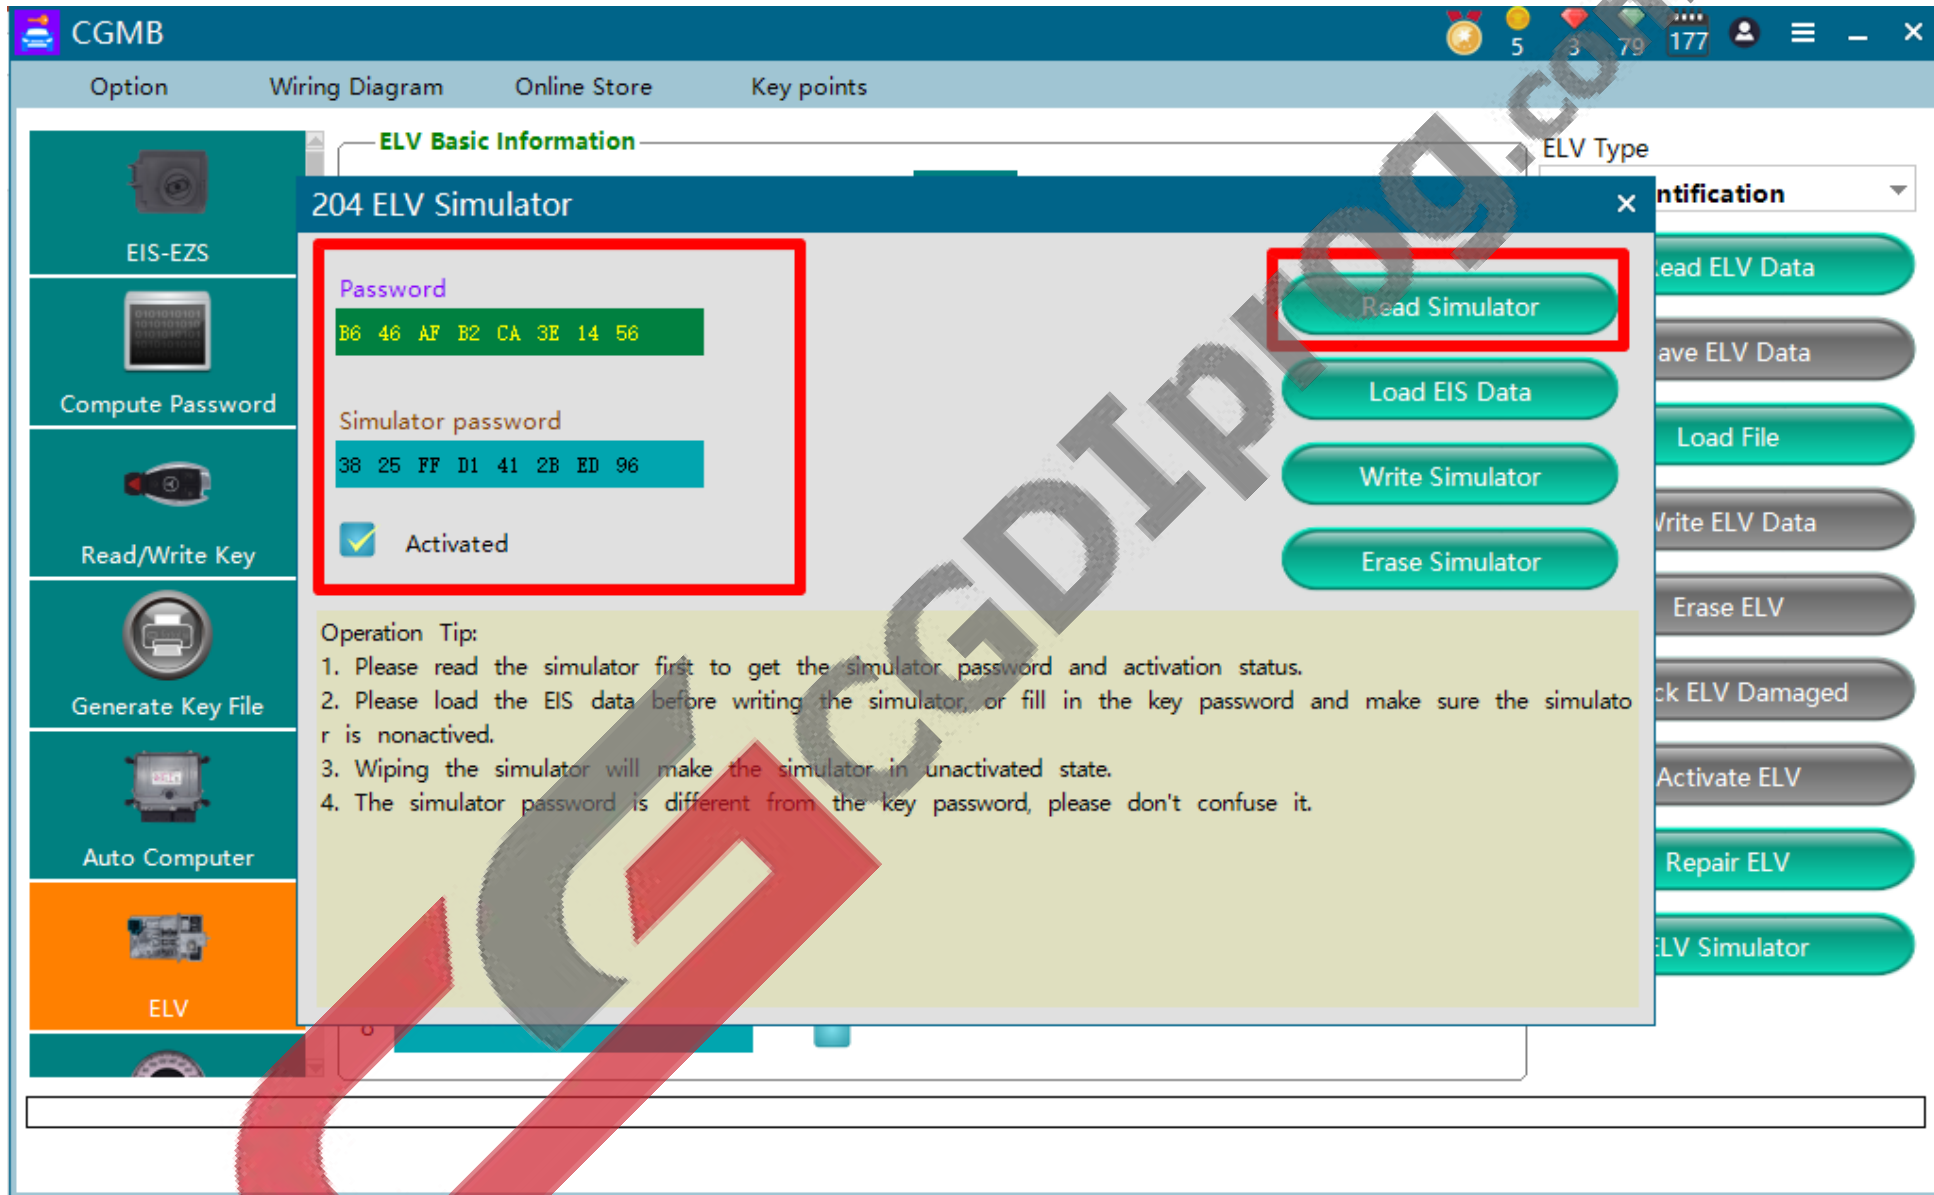 CGMB
5
3
79
177
Option
Wiring Diagram
Online Store
Key points
EIS-EZS
Compute Password
Read/Write Key
Generate Key File
Auto Computer
ELV
ELV Basic Information
204 ELV Simulator
Password
B6 46 AF B2 CA 3E 14 56
Simulator password
38 25 FF D1 41 2B ED 96
Activated
Read Simulator
Load EIS Data
Write Simulator
Erase Simulator
Operation Tip:
1. Please read the simulator first to get the simulator password and activation status.
2. Please load the EIS data before writing the simulator, or fill in the key password and make sure the simulato
r is nonactived.
3. Wiping the simulator will make the simulator in unactivated state.
4. The simulator password is different from the key password, please don't confuse it.
ELV Type
ntification
ead ELV Data
ave ELV Data
Load File
rite ELV Data
Erase ELV
ck ELV Damaged
Activate ELV
Repair ELV
LV Simulator
CGDIprog.com